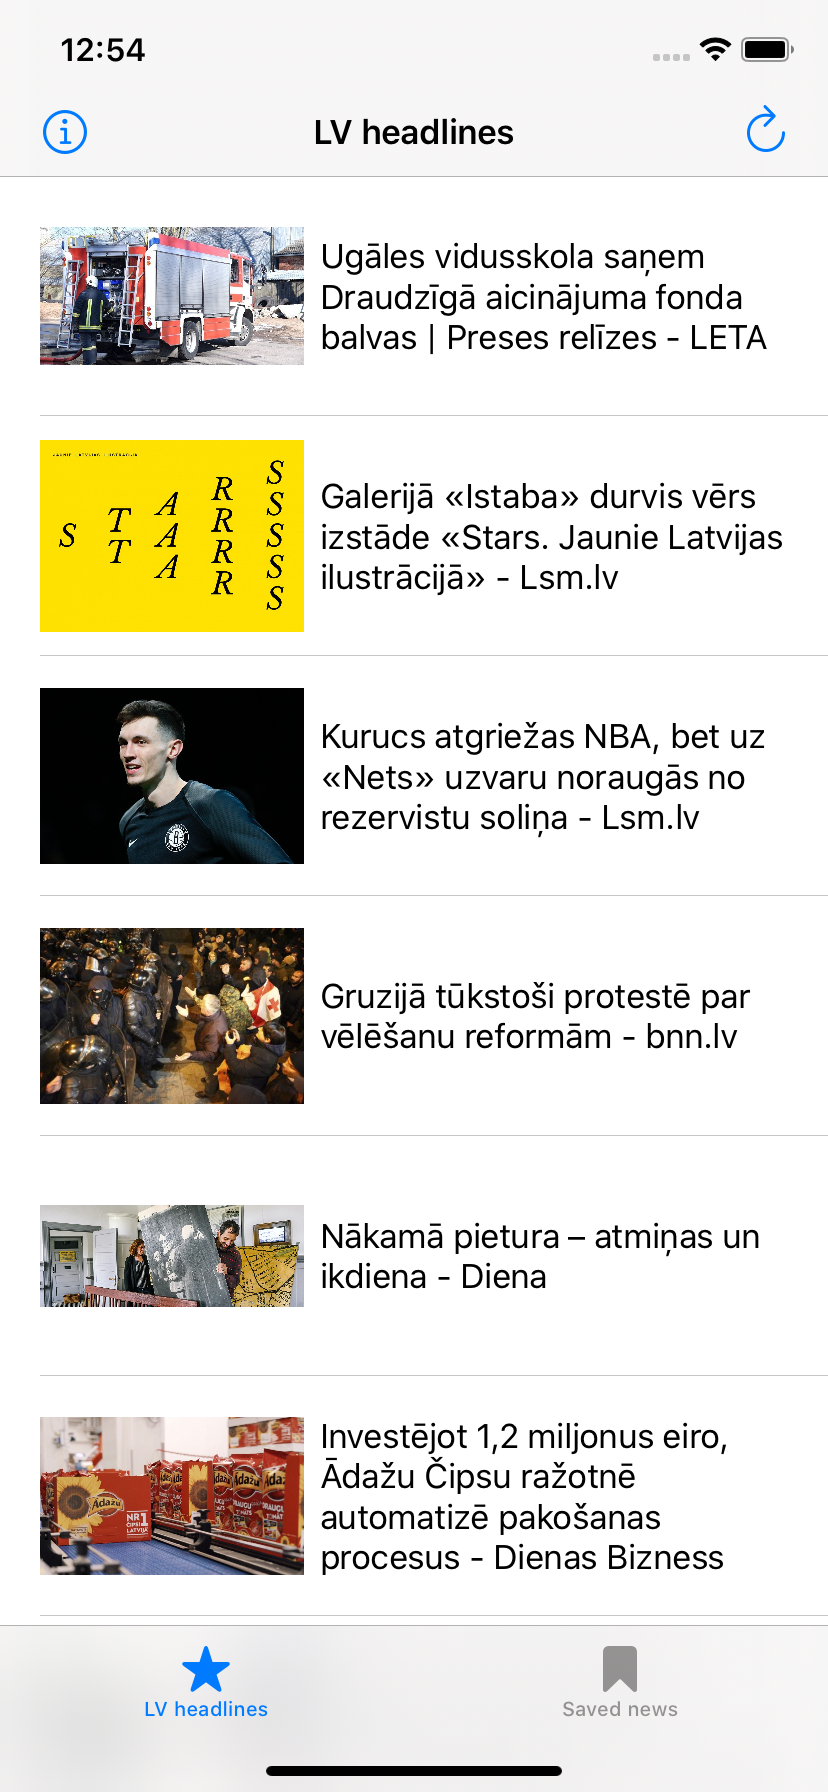 12:54
LV headlines
Ugāles vidusskola saņem
Draudzīgā aicinājuma fonda
balvas | Preses relīzes - LETA
S T T A A A R R R R S S S S S
Galerijā «Istaba» durvis vērs
izstāde «Stars. Jaunie Latvijas
ilustrācijā» - Lsm.lv
Kurucs atgriežas NBA, bet uz
«Nets» uzvaru noraugās no
rezervistu soliņa - Lsm.lv
Gruzijā tūkstoši protestē par
vēlēšanu reformām - bnn.lv
Nākamā pietura – atmiņas un
ikdiena - Diena
Ādažu
NR 1
Investējot 1,2 miljonus eiro,
Ādažu Čipsu ražotnē
automatizē pakošanas
procesus - Dienas Bizness
LV headlines
Saved news